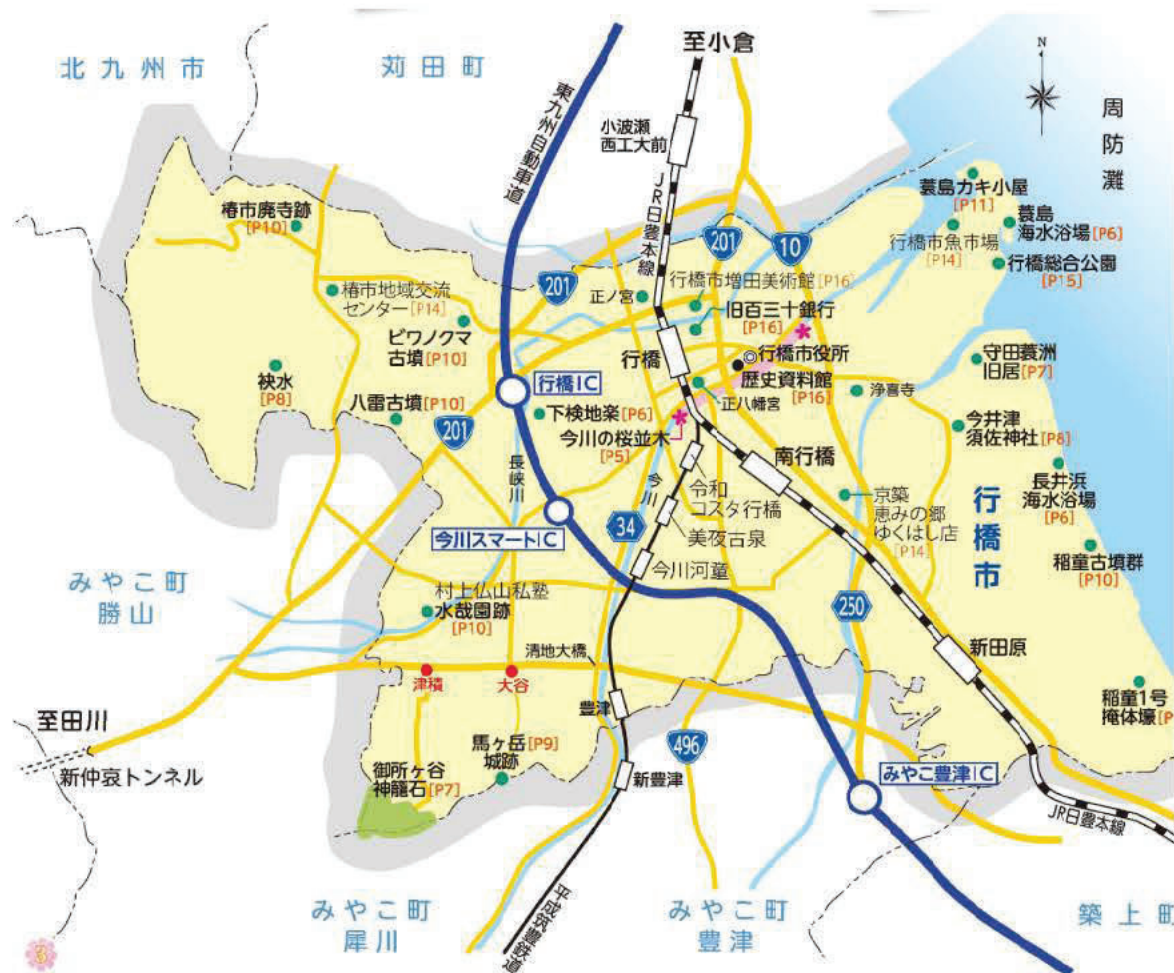 至小倉
N
北九州市
苅田町
周防灘
東九州自動車道
小波瀬
西工大前
JR日豊本線
蓑島カキ小屋
[P11]
椿市廃寺跡
[P10]
蓑島
海水浴場[P6]
201
10
行橋市魚市場
[P14]
行橋総合公園
[P15]
201
行橋市増田美術館[P16]
椿市地域交流
センター[P14]
正ノ宮
旧百三十銀行
[P16]
ビワノクマ
古墳[P10]
行橋
行橋市役所
守田蓑洲
旧居[P7]
袂水
[P8]
行橋IC
歴史資料館
[P16]
正八幡宮
浄喜寺
八雷古墳[P10]
下検地楽[P6]
今川の桜並木
[P5]
今井津
須佐神社[P8]
201
南行橋
長峡川
今川
令和
コスタ行橋
長井浜
海水浴場
[P6]
京築
恵みの郷
ゆくはし店
[P14]
行橋市
34
美夜古泉
今川スマートIC
今川河童
稲童古墳群
[P10]
みやこ町
勝山
村上仏山私塾
水哉園跡
[P10]
250
清地大橋
新田原
津積
大谷
稲童1号
掩体壕[P
至田川
豊津
馬ヶ岳[P9]
城跡
496
新仲哀トンネル
御所ヶ谷
神籠石[P7]
新豊津
みやこ豊津IC
JR日豊本線
みやこ町
犀川
平成筑豊鉄道
みやこ町
豊津
築上町